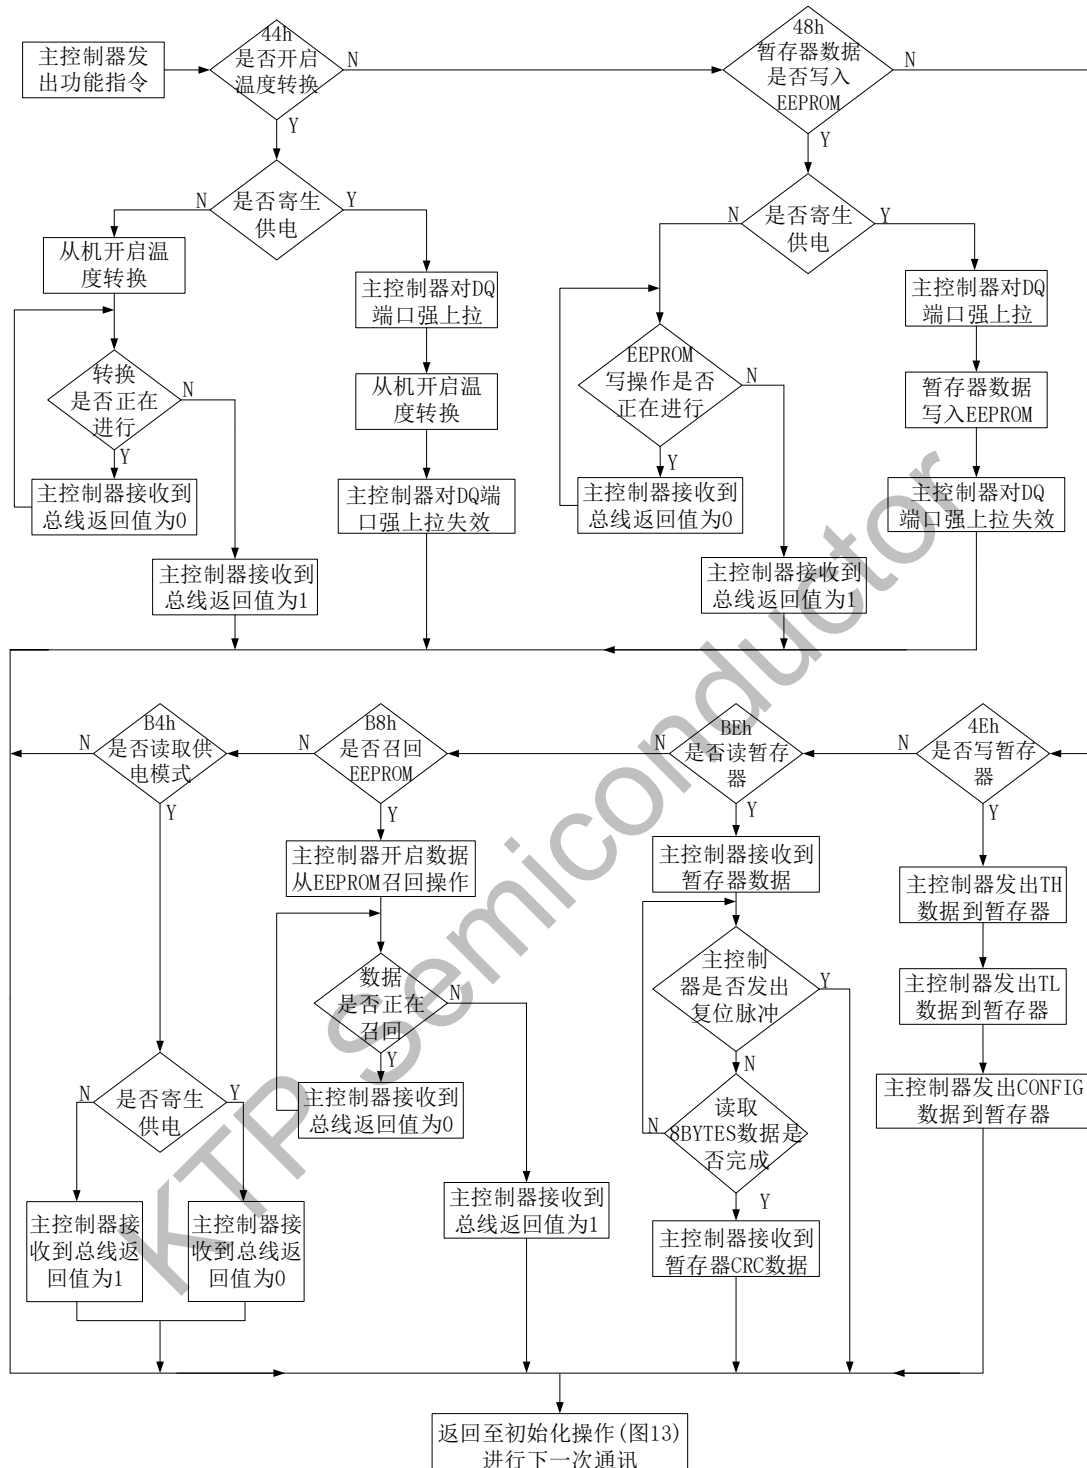 主控制器发
出功能指令
44h
是否开启
温度转换
N
Y
48h
暂存器数据
是否写入
EEPROM
N
Y
是否寄生
供电
N
Y
从机开启温
度转换
转换
是否正在
进行
N
Y
主控制器接收到
总线返回值为0
主控制器接收到
总线返回值为1
主控制器对DQ
端口强上拉
从机开启温
度转换
主控制器对DQ端
口强上拉失效
是否寄生
供电
N
Y
EEPROM
写操作是否
正在进行
N
Y
主控制器接收到
总线返回值为0
主控制器接收到
总线返回值为1
主控制器对DQ
端口强上拉
暂存器数据
写入EEPROM
主控制器对DQ
端口强上拉失效
4Eh
是否写暂存
器
N
Y
主控制器发出TH
数据到暂存器
主控制器发出TL
数据到暂存器
主控制器发出CONFIG
数据到暂存器
BEh
是否读暂存
器
N
Y
主控制器接收到
暂存器数据
主控制
器是否发出
复位脉冲
Y
N
读取
8BYTES数据是
否完成
N
Y
主控制器接收到
暂存器CRC数据
B8h
是否召回
EEPROM
N
Y
主控制器开启数据
从EEPROM召回操作
数据
是否正在
召回
N
Y
主控制器接收到
总线返回值为0
主控制器接收到
总线返回值为1
B4h
是否读取供
电模式
N
Y
是否寄生
供电
N
Y
主控制器接
收到总线返
回值为1
主控制器接
收到总线返
回值为0
返回至初始化操作(图13)
进行下一次通讯
KTP Semiconductor